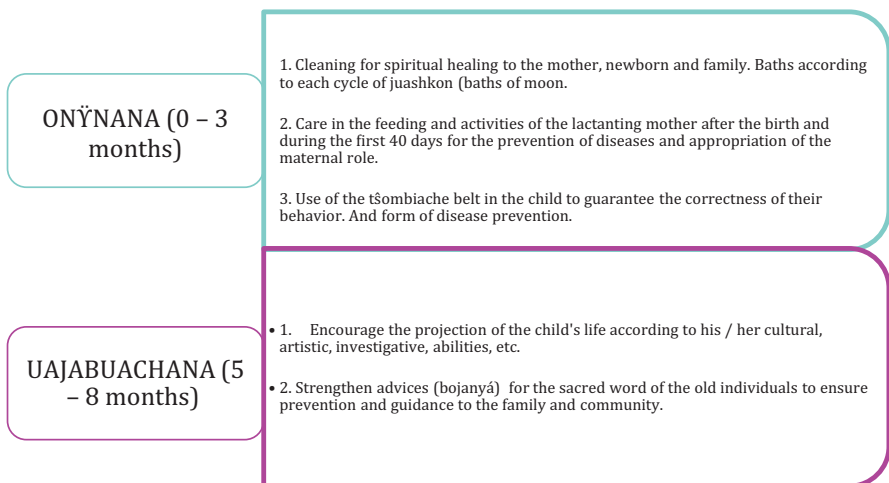 ONŸNANA (0 – 3
months)
1. Cleaning for spiritual healing to the mother, newborn and family. Baths according
to each cycle of juashkon (baths of moon.
2. Care in the feeding and activities of the lactanting mother after the birth and
during the first 40 days for the prevention of diseases and appropriation of the
maternal role.
3. Use of the tŝombiache belt in the child to guarantee the correctness of their
behavior. And form of disease prevention.
UAJABUACHANA (5
– 8 months)
• 1. Encourage the projection of the child's life according to his / her cultural,
artistic, investigative, abilities, etc.
• 2. Strengthen advices (bojanyá) for the sacred word of the old individuals to ensure
prevention and guidance to the family and community.